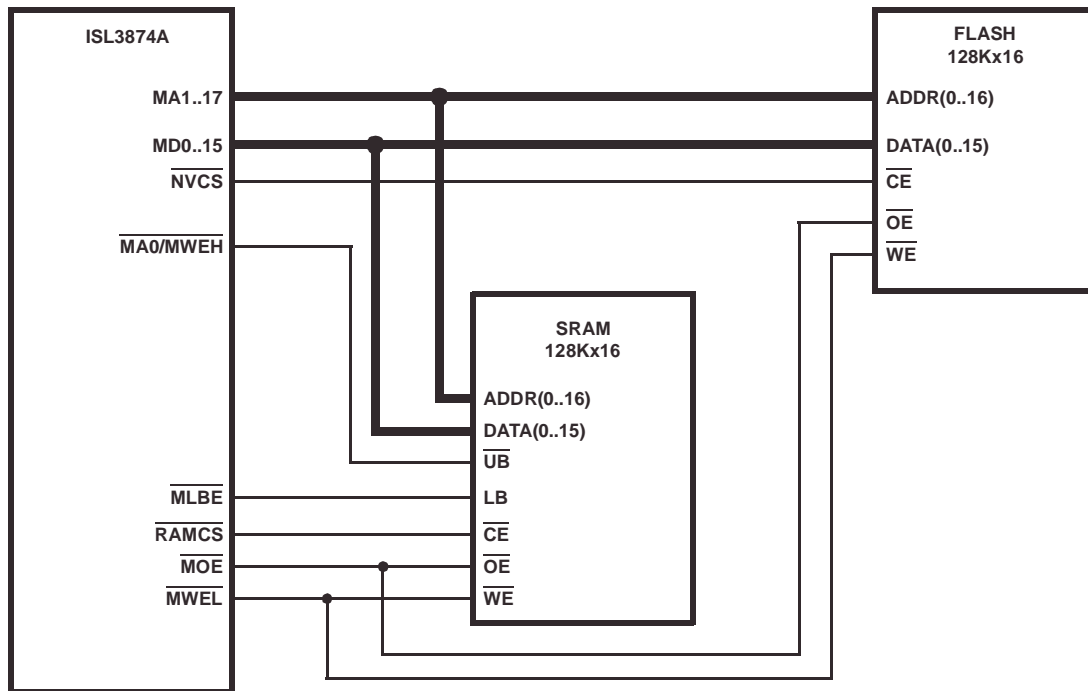 ISL3874A
MA1..17
MD0..15
NVCS
MA0/MWEH
MLBE
RAMCS
MOE
MWEL
SRAM
128Kx16
ADDR(0..16)
DATA(0..15)
UB
LB
CE
OE
WE
FLASH
128Kx16
ADDR(0..16)
DATA(0..15)
CE
OE
WE